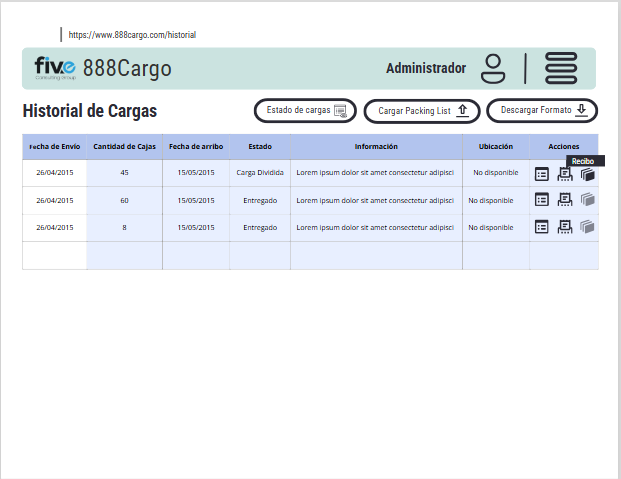 https://www.888cargo.com/historial
five
Consulting Group
888Cargo
Administrador
Historial de Cargas
Estado de cargas
Cargar Packing List
Descargar Formato
Fecha de Envío Cantidad de Cajas Fecha de arribo Estado Información Ubicación Acciones
Recibo
26/04/2015 45 15/05/2015 Carga Dividida Lorem ipsum dolor sit amet consectetur adipisci No disponible
26/04/2015 60 15/05/2015 Entregado Lorem ipsum dolor sit amet consectetur adipisci No disponible
26/04/2015 8 15/05/2015 Entregado Lorem ipsum dolor sit amet consectetur adipisci No disponible